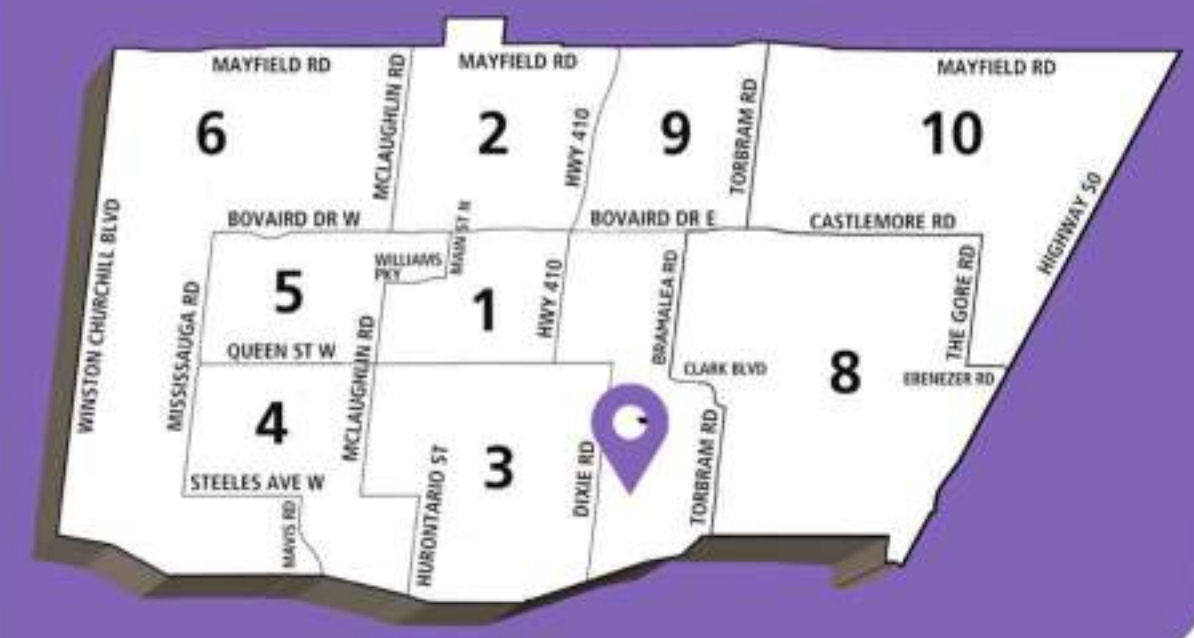 MAYFIELD RD
MAYFIELD RD
MAYFIELD RD
6
MCLAUGHLIN RD
2
HWY 410
9
TORBRAM RD
10
WINSTON CHURCHILL BLVD
BOVAIRD DR W
MAIN ST N
BOVAIRD DR E
CASTLEMORE RD
HIGHWAY 50
MISSISSAUGA RD
5
WILLIAMS
PKY
1
HWY 410
BRAMALEA RD
THE GORE RD
QUEEN ST W
MCLAUGHLIN RD
CLARK BLVD
8
EBENEZER RD
4
3
DIXIE RD
TORBRAM RD
STEELES AVE W
MAVIS RD
HURONTARIO ST